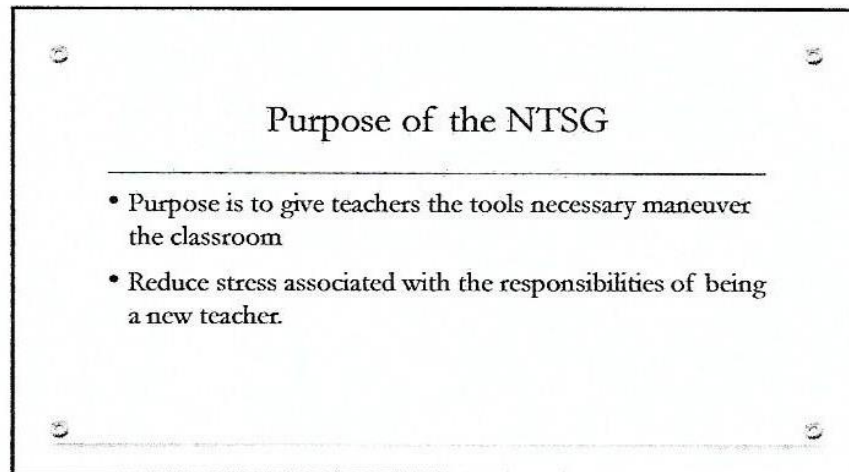 Purpose of the NTSG
• Purpose is to give teachers the tools necessary maneuver
the classroom
• Reduce stress associated with the responsibilities of being
a new teacher.